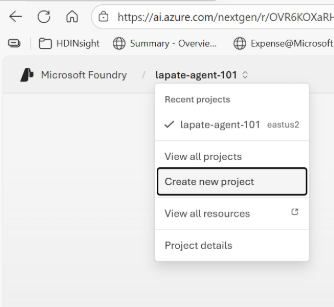 https://ai.azure.com/nextgen/r/OVR6KOXaRH
HDInsight
Summary - Overvie...
Expense@Microsoft
Microsoft Foundry / lapate-agent-101
Recent projects
lapate-agent-101 eastus2
View all projects
Create new project
View all resources
Project details